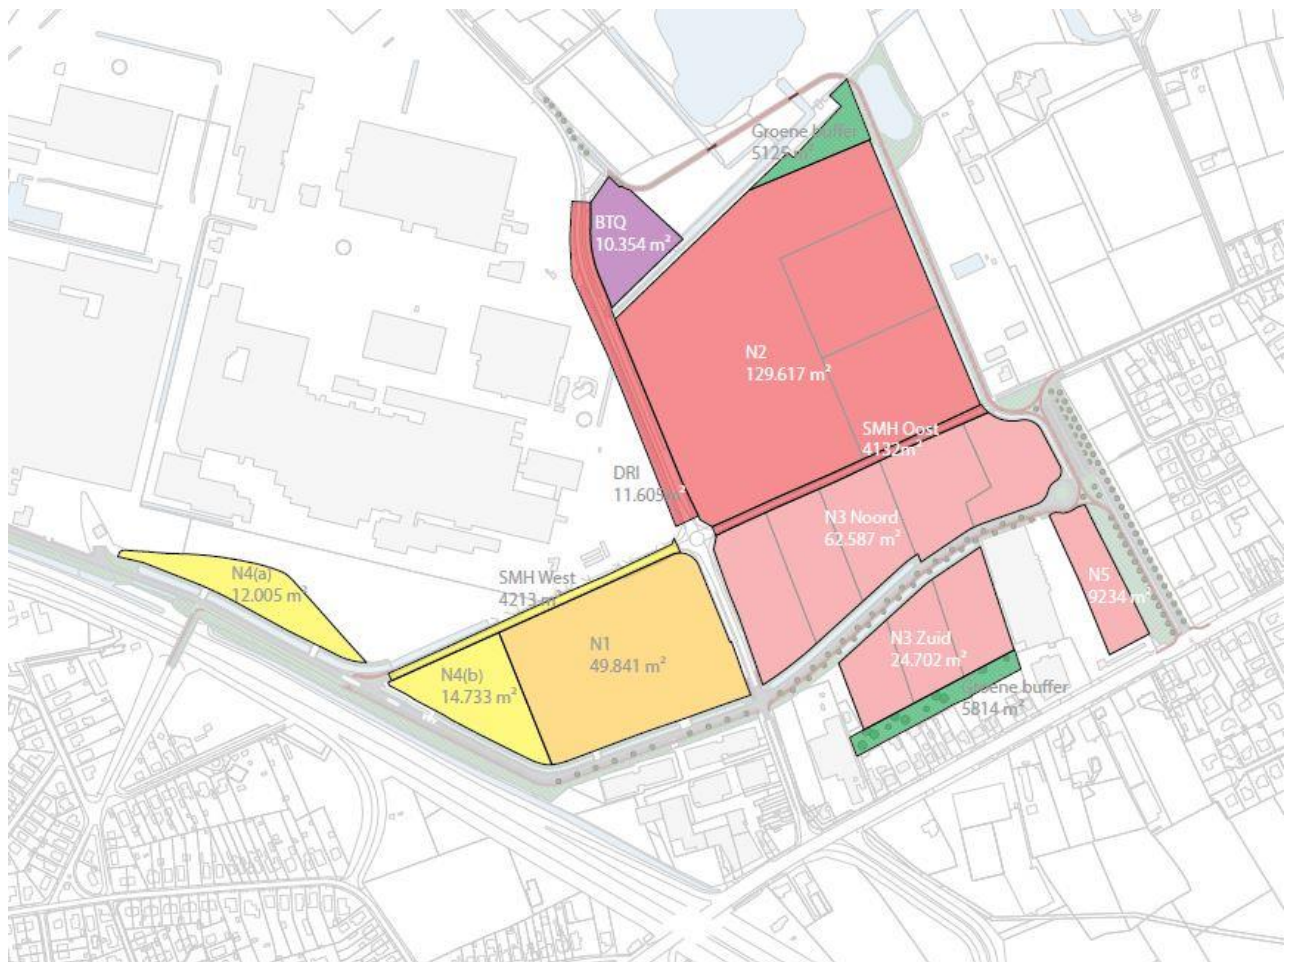 Groene buffer
5125 m²
BTQ
10.354 m²
N2
129.617 m²
SMH Oost
4132m²
DRI
11.605m²
N3 Noord
62.587 m²
SMH West
4213 m²
N4(a)
12.005 m²
N5
9234 m²
N1
49.841 m²
N3 Zuid
24.702 m²
N4(b)
14.733 m²
Groene buffer
5814 m²